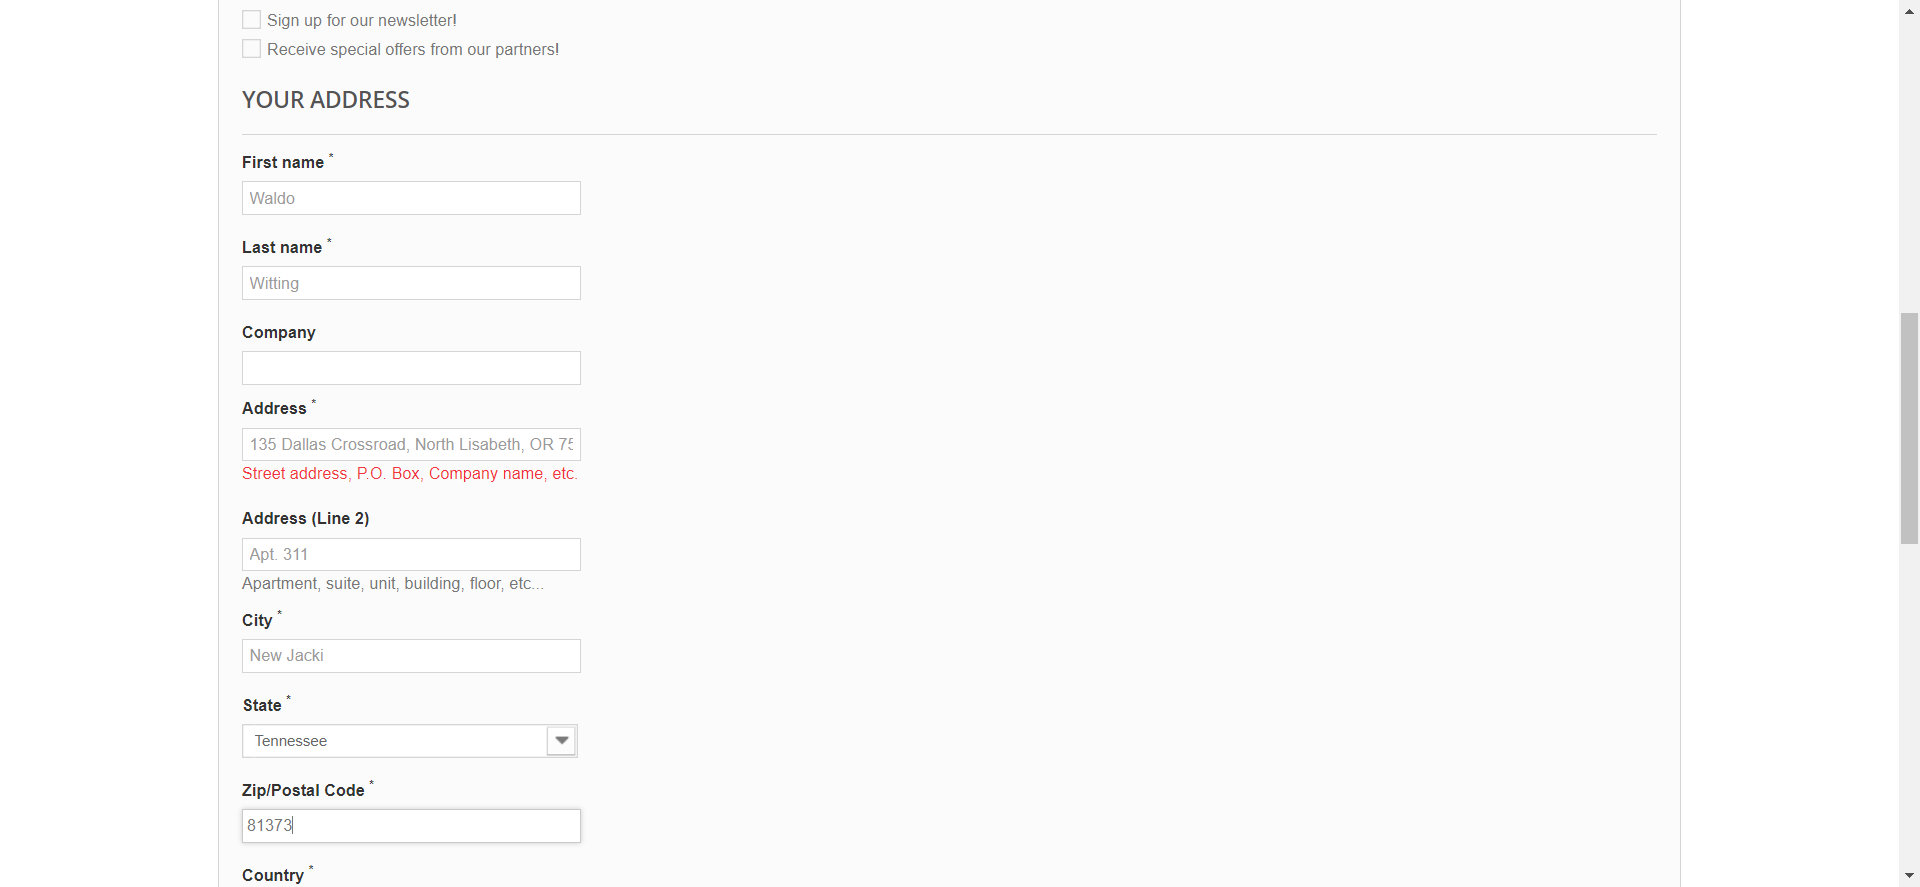 Sign up for our newsletter!
Receive special offers from our partners!
YOUR ADDRESS
First name *
Waldo
Last name *
Witting
Company
Address *
135 Dallas Crossroad, North Lisabeth, OR 75
Street address, P.O. Box, Company name, etc.
Address (Line 2)
Apt. 311
Apartment, suite, unit, building, floor, etc...
City *
New Jacki
State *
Tennessee
Zip/Postal Code *
81373
Country *